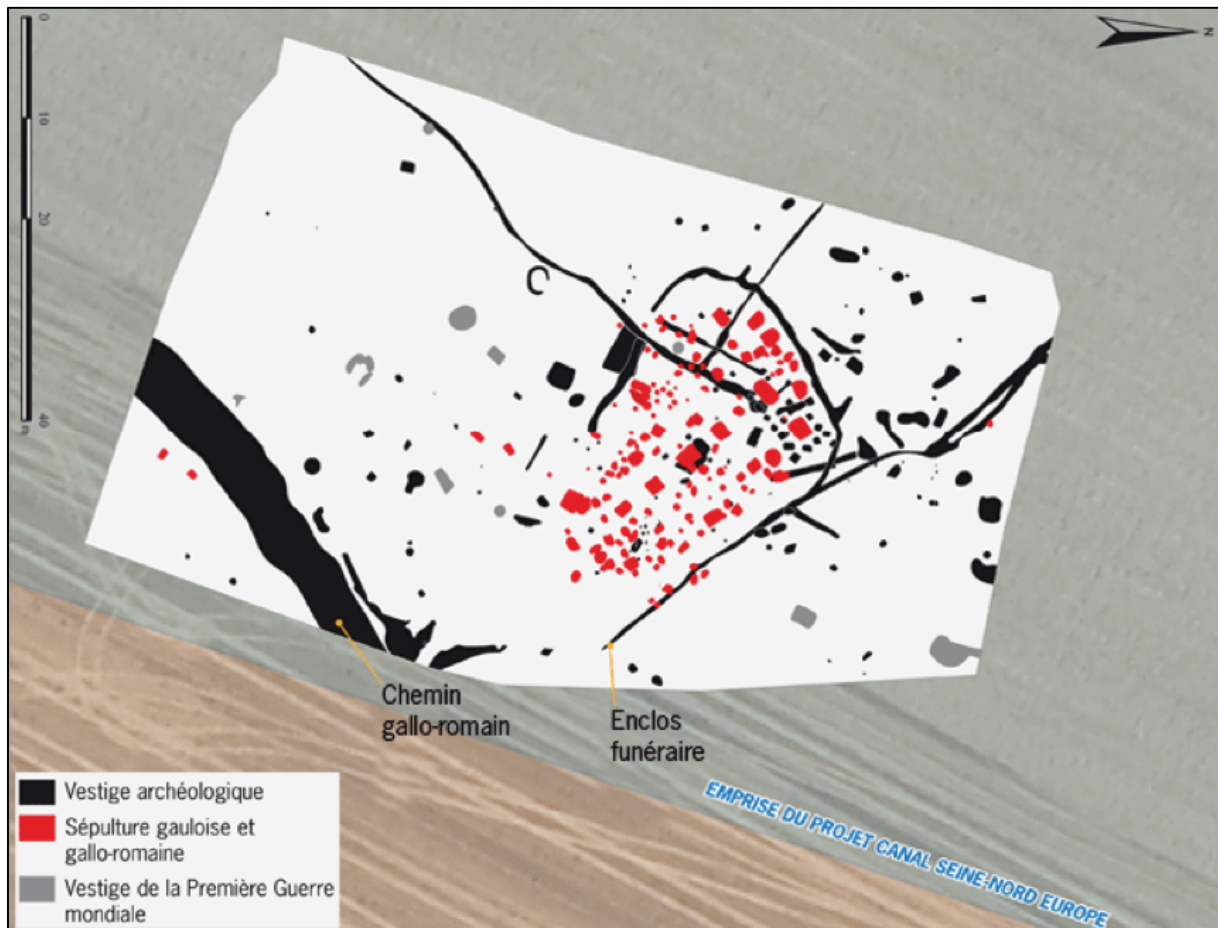 0
10
20
40 m
N
Chemin
gallo-romain
Enclos
funéraire
EMPRISE DU PROJET CANAL SEINE-NORD EUROPE
Vestige archéologique
Sépulture gauloise et
gallo-romaine
Vestige de la Première Guerre
mondiale